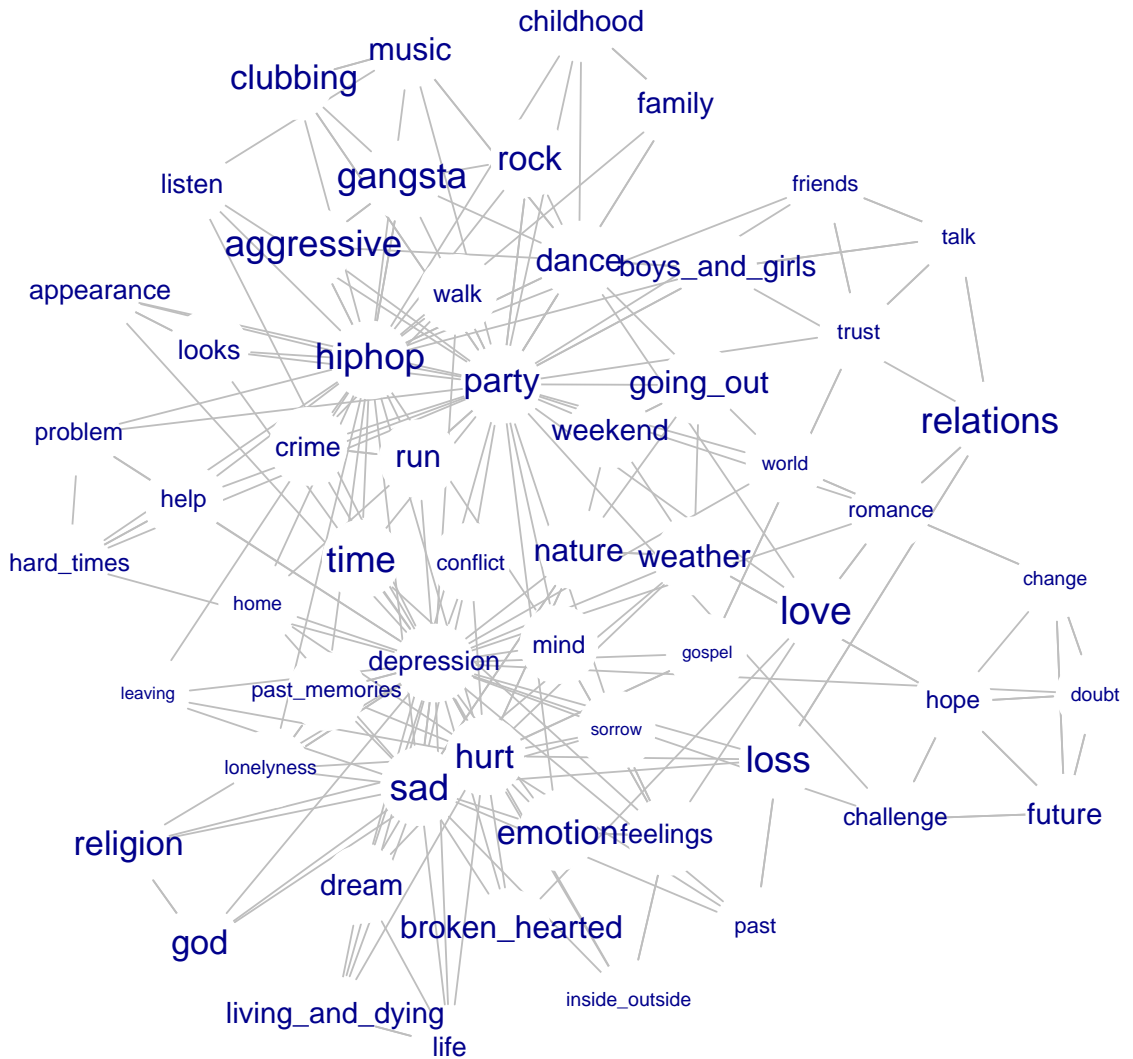 childhood
music
clubbing
family
rock
gangsta
listen
friends
talk
aggressive
dance
boys_and_girls
appearance
walk
trust
looks
hiphop
party
going_out
relations
problem
weekend
crime
run
world
help
romance
hard_times
time
conflict
nature
weather
change
home
love
mind
gospel
depression
leaving
past_memories
hope
doubt
sorrow
hurt
loss
lonelyness
sad
challenge
future
religion
emotion
feelings
dream
broken_hearted
past
god
inside_outside
living_and_dying
life